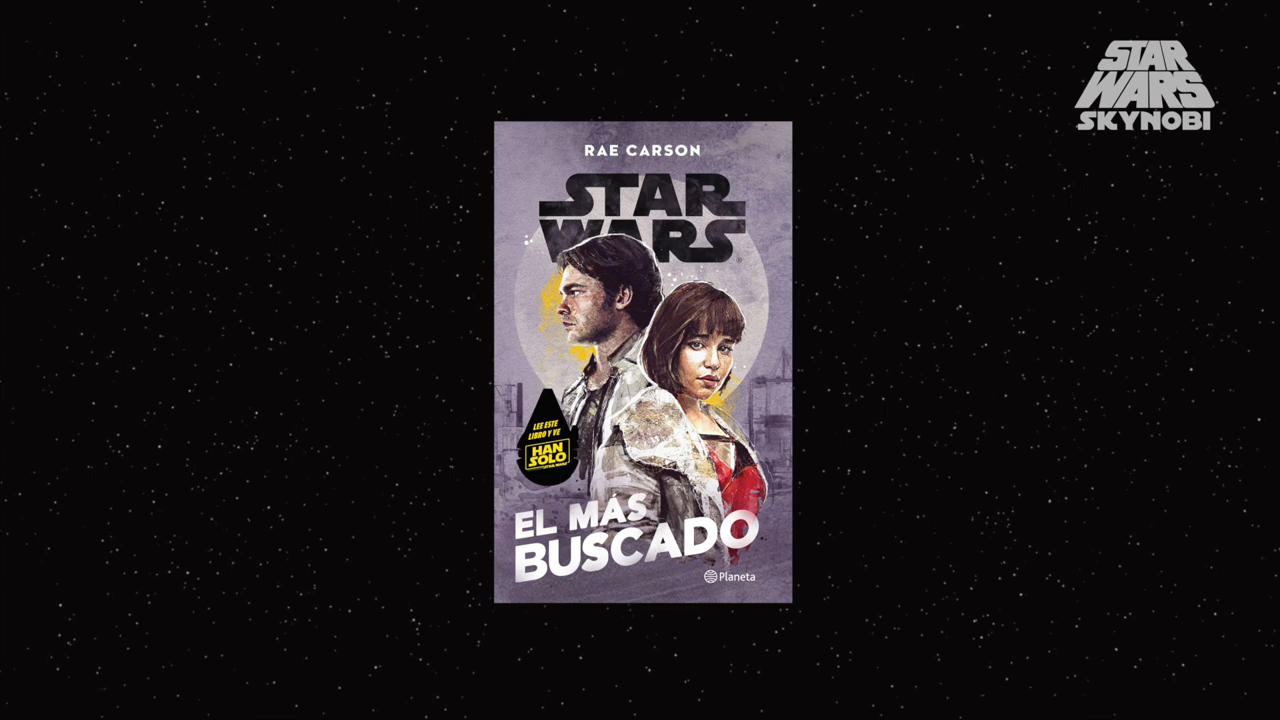 STAR
WARS
SKYNOBI
RAE CARSON
STAR
WARS
LEE ESTE
LIBRO Y VE
HAN
SOLO
EL MÁS
BUSCADO
Planeta